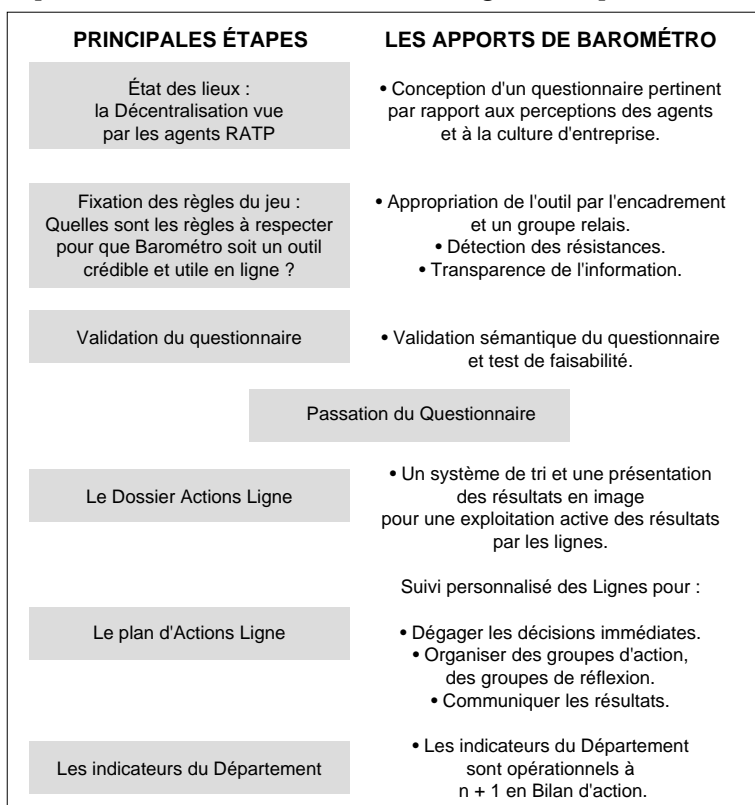 PRINCIPALES ÉTAPES
LES APPORTS DE BAROMÉTRO
État des lieux :
la Décentralisation vue
par les agents RATP
• Conception d'un questionnaire pertinent
par rapport aux perceptions des agents
et à la culture d'entreprise.
Fixation des règles du jeu :
Quelles sont les règles à respecter
pour que Barométro soit un outil
crédible et utile en ligne ?
• Appropriation de l'outil par l'encadrement
et un groupe relais.
• Détection des résistances.
• Transparence de l'information.
Validation du questionnaire
• Validation sémantique du questionnaire
et test de faisabilité.
Passation du Questionnaire
Le Dossier Actions Ligne
• Un système de tri et une présentation
des résultats en image
pour une exploitation active des résultats
par les lignes.
Suivi personnalisé des Lignes pour :
Le plan d'Actions Ligne
• Dégager les décisions immédiates.
• Organiser des groupes d'action,
des groupes de réflexion.
• Communiquer les résultats.
Les indicateurs du Département
• Les indicateurs du Département
sont opérationnels à
n + 1 en Bilan d'action.